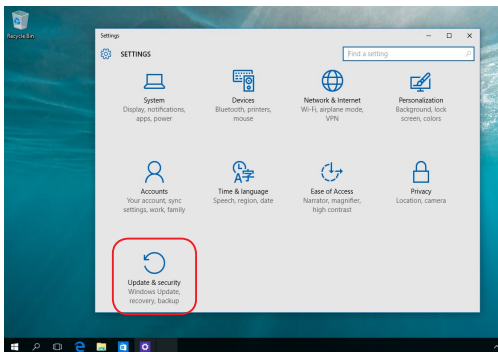 Recycle Bin
Settings
SETTINGS
Find a setting
System
Display, notifications,
apps, power
Devices
Bluetooth, printers,
mouse
Network & Internet
Wi-Fi, airplane mode,
VPN
Personalization
Background, lock
screen, colors
Accounts
Your account, sync
settings, work, family
Time & language
Speech, region, date
Ease of Access
Narrator, magnifier,
high contrast
Privacy
Location, camera
Update & security
Windows Update,
recovery, backup